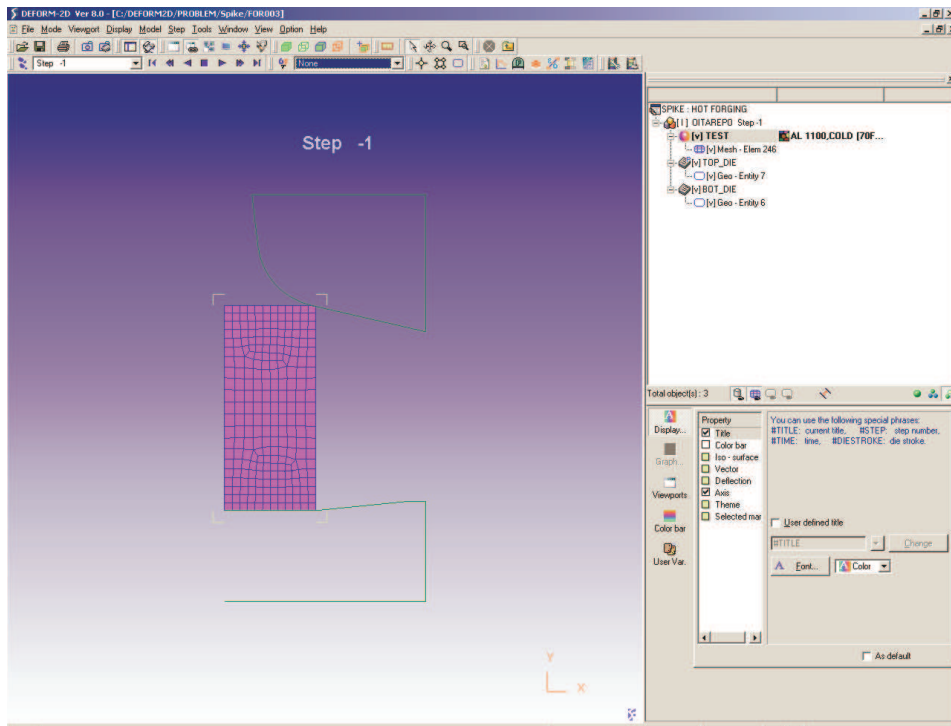 DEFORM-2D Ver 8.0 - [C:/DEFORM2D/PROBLEM/Spike/FOR003]
File Mode Viewport Display Model Step Tools Window View Option Help
Step -1
None
Step -1
SPIKE : HOT FORGING
[1] OITAREPO Step -1
[v] TEST AL 1100,COLD [70F...
[v] Mesh - Elem 246
[v] TOP_DIE
[v] Geo - Entity 7
[v] BOT_DIE
[v] Geo - Entity 6
Total object(s) : 3
Display...
Graph...
Viewports
Color bar
User Var.
Property
Title
Color bar
Iso - surface
Vector
Deflection
Axis
Theme
Selected mar
You can use the following special phrases:
#TITLE: current title, #STEP: step number,
#TIME: time, #DIESTROKE: die stroke.
User defined title
#TITLE
Change
A Font...
A Color
As default
Y
X